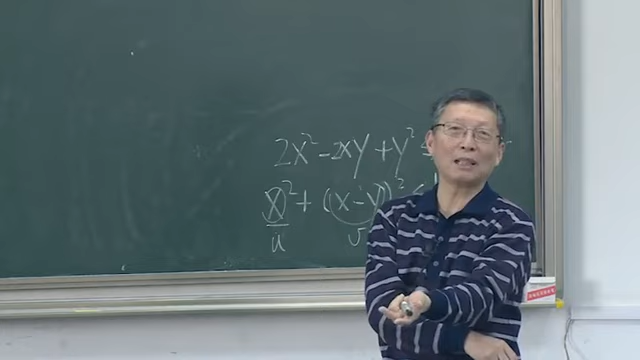 2x² - 2xy + y²
x² + (x - y)²
u v